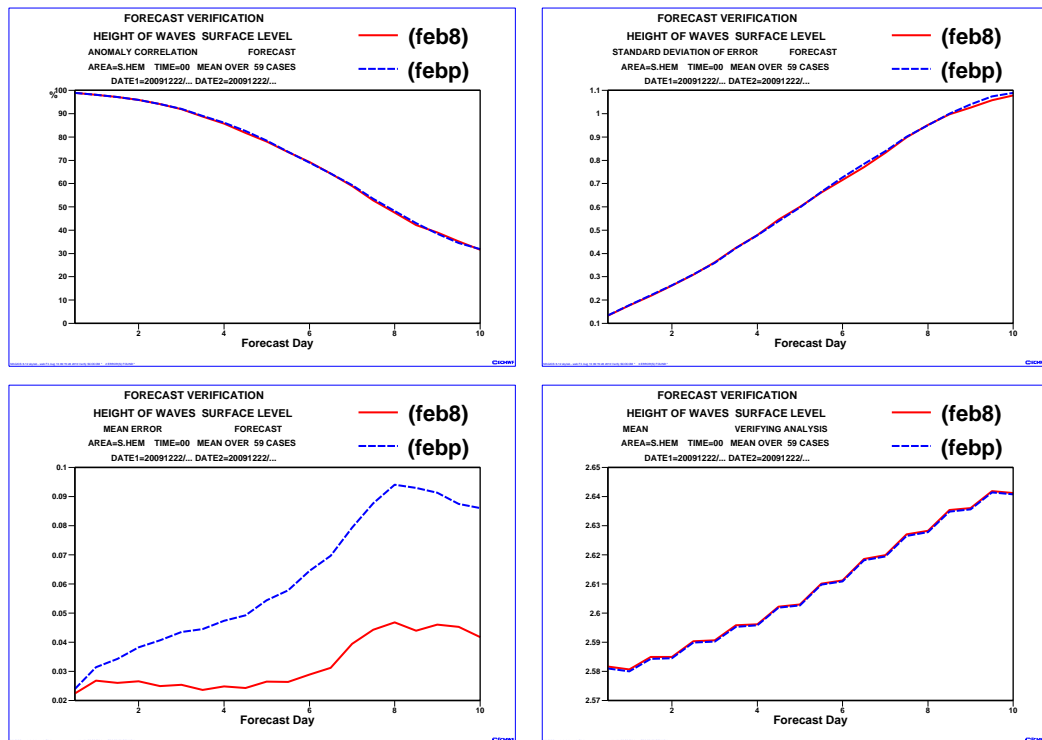 FORECAST VERIFICATION
HEIGHT OF WAVES SURFACE LEVEL
ANOMALY CORRELATION FORECAST
AREA=S.HEM TIME=00 MEAN OVER 59 CASES
DATE1=20091222/... DATE2=20091222/...
(feb8)
(febp)
%
100
90
80
70
60
50
40
30
20
10
0
2 4 6 8 10
Forecast Day
ECMWF
FORECAST VERIFICATION
HEIGHT OF WAVES SURFACE LEVEL
STANDARD DEVIATION OF ERROR FORECAST
AREA=S.HEM TIME=00 MEAN OVER 59 CASES
DATE1=20091222/... DATE2=20091222/...
(feb8)
(febp)
1.1
1
0.9
0.8
0.7
0.6
0.5
0.4
0.3
0.2
0.1
2 4 6 8 10
Forecast Day
ECMWF
FORECAST VERIFICATION
HEIGHT OF WAVES SURFACE LEVEL
MEAN ERROR FORECAST
AREA=S.HEM TIME=00 MEAN OVER 59 CASES
DATE1=20091222/... DATE2=20091222/...
(feb8)
(febp)
0.1
0.09
0.08
0.07
0.06
0.05
0.04
0.03
0.02
2 4 6 8 10
Forecast Day
FORECAST VERIFICATION
HEIGHT OF WAVES SURFACE LEVEL
MEAN VERIFYING ANALYSIS
AREA=S.HEM TIME=00 MEAN OVER 59 CASES
DATE1=20091222/... DATE2=20091222/...
(feb8)
(febp)
2.65
2.64
2.63
2.62
2.61
2.6
2.59
2.58
2.57
2 4 6 8 10
Forecast Day